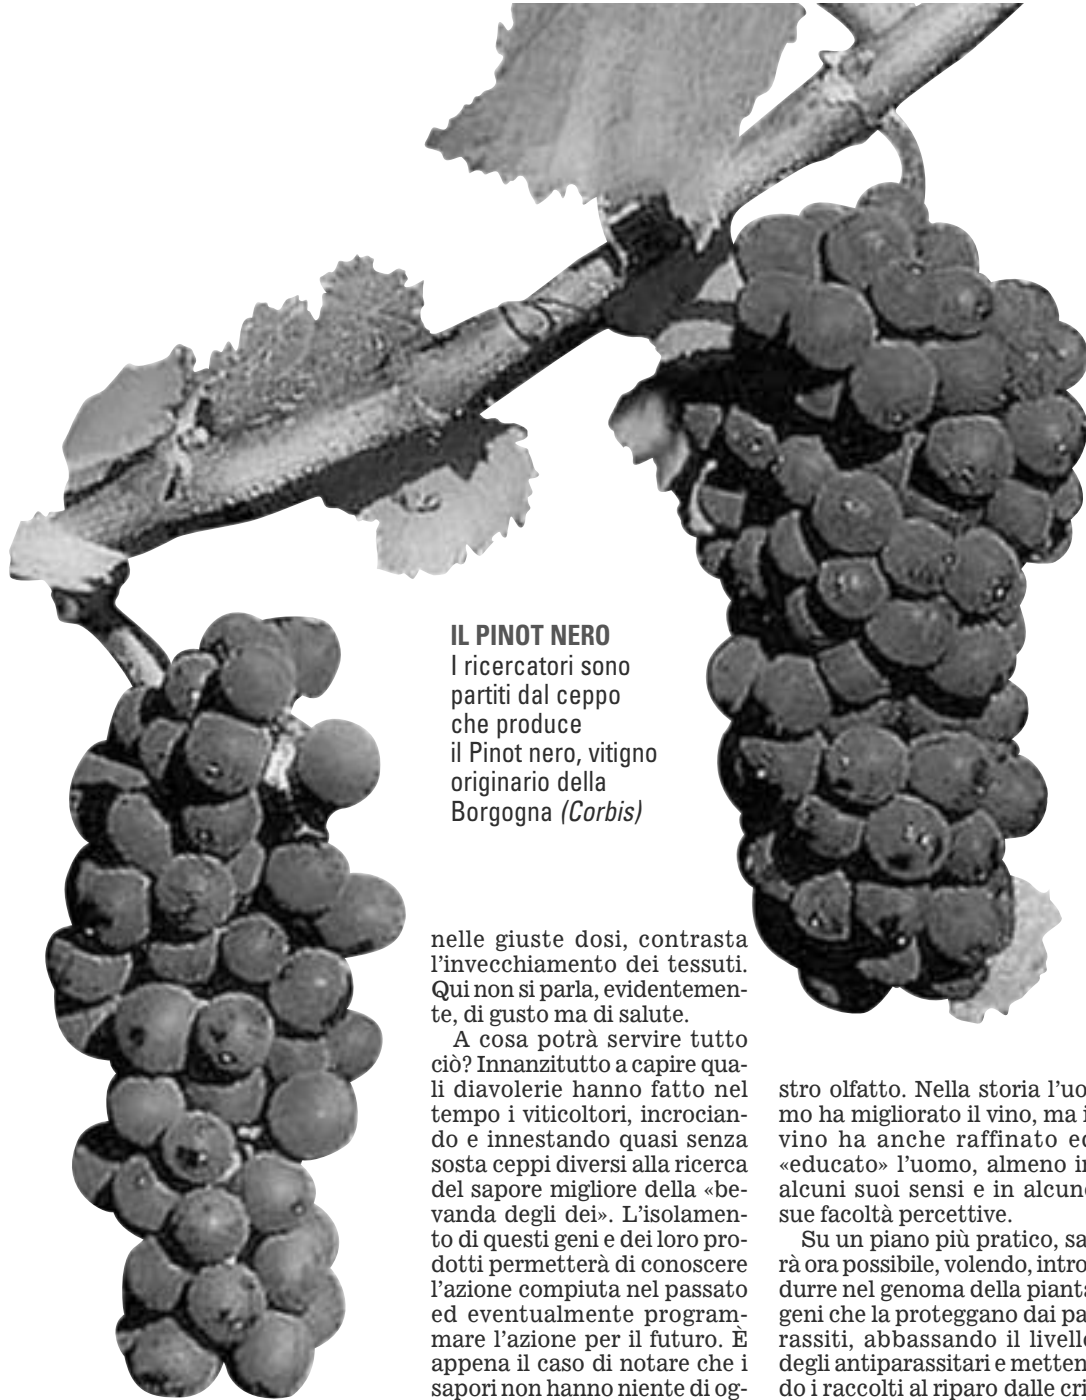 IL PINOT NERO
I ricercatori sono
partiti dal ceppo
che produce
il Pinot nero, vitigno
originario della
Borgogna (Corbis)
nelle giuste dosi, contrasta
l'invecchiamento dei tessuti.
Qui non si parla, evidentemen-
te, di gusto ma di salute.
A cosa potrà servire tutto
ciò? Innanzitutto a capire qua-
li diavolerie hanno fatto nel
tempo i viticoltori, incrocian-
do e innestando quasi senza
sosta ceppi diversi alla ricerca
del sapore migliore della «be-
vanda degli dei». L'isolamen-
to di questi geni e dei loro pro-
dotti permetterà di conoscere
l'azione compiuta nel passato
ed eventualmente program-
mare l'azione per il futuro. È
appena il caso di notare che i
sapori non hanno niente di og-
stro olfatto. Nella storia l'uo
mo ha migliorato il vino, ma i
vino ha anche raffinato ed
«educato» l'uomo, almeno in
alcuni suoi sensi e in alcune
sue facoltà percettive.
Su un piano più pratico, sa
rà ora possibile, volendo, intro
durre nel genoma della pianta
geni che la proteggano dai pa
rassiti, abbassando il livello
degli antiparassitari e metten
do i raccolti al riparo dalle cri